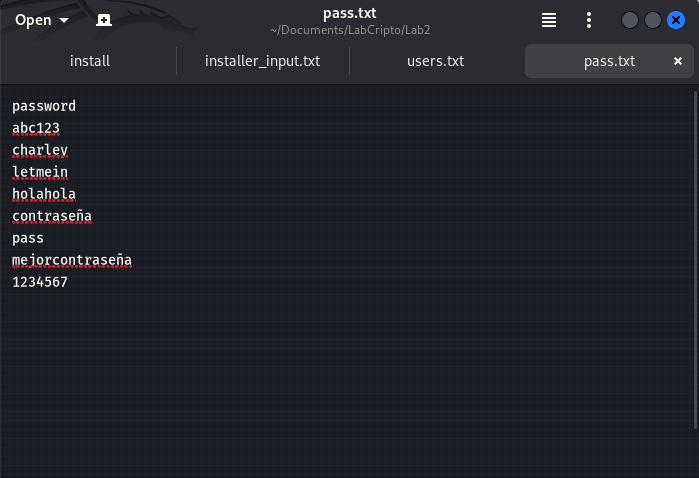 Open
pass.txt
~/Documents/LabCripto/Lab2
install
installer_input.txt
users.txt
pass.txt
password
abc123
charley
letmein
holahola
contraseña
pass
mejorcontraseña
1234567